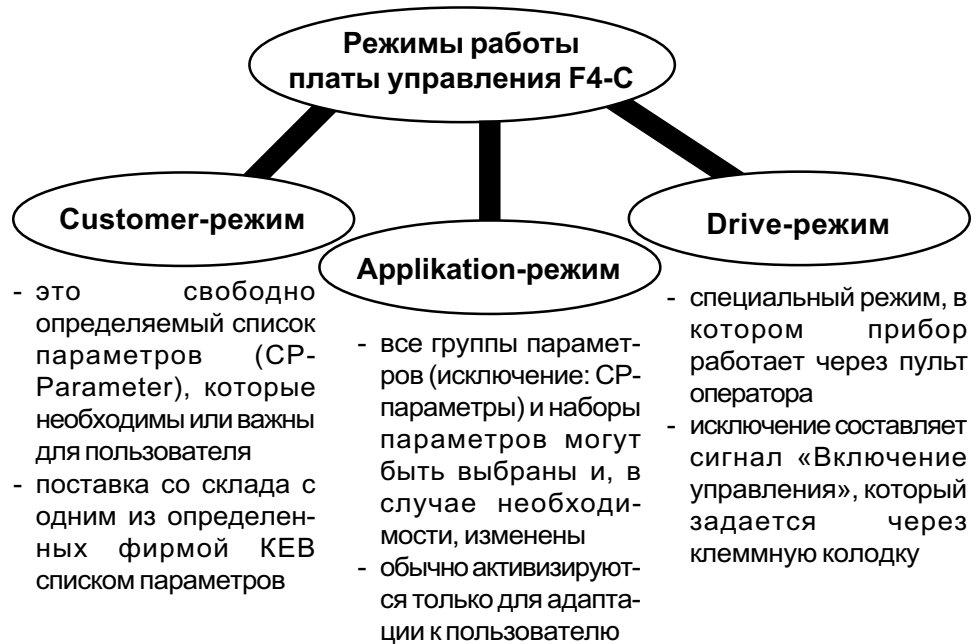 Режимы работы
платы управления F4-C
Customer-режим
- это свободно
определяемый список
параметров (CP-
Parameter), которые
необходимы или важны
для пользователя
- поставка со склада с
одним из определен-
ных фирмой КЕВ
списком параметров
Applikation-режим
- все группы парамет-
ров (исключение: CP-
параметры) и наборы
параметров могут
быть выбраны и, в
случае необходи-
мости, изменены
- обычно активизируют-
ся только для адапта-
ции к пользователю
Drive-режим
- специальный режим, в
котором прибор
работает через пульт
оператора
- исключение составляет
сигнал «Включение
управления», который
задается через
клеммную колодку